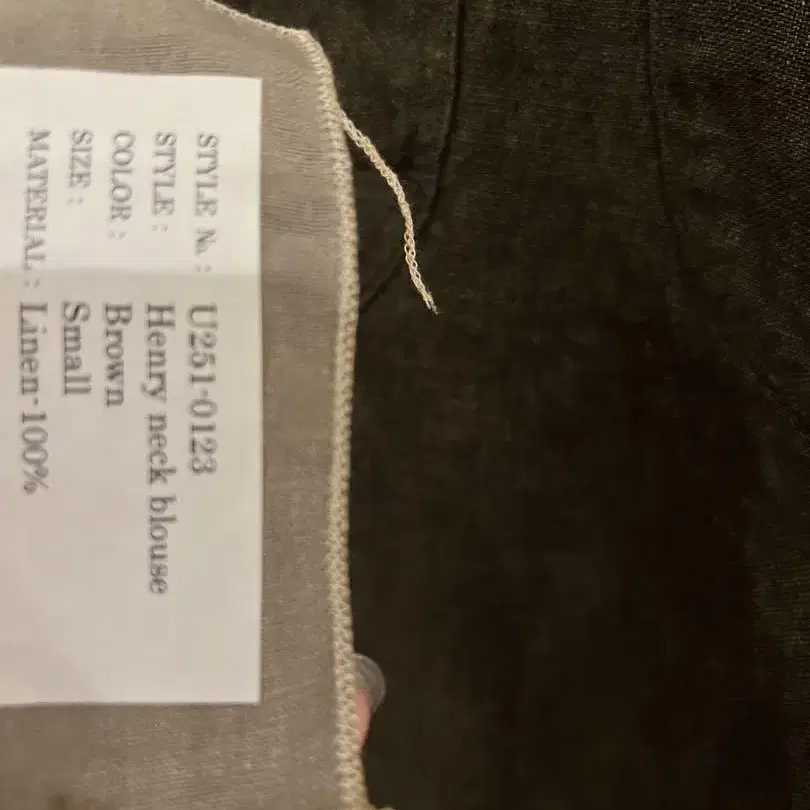 STYLE №: U251-0123
STYLE: Henry neck blouse
COLOR: Brown
SIZE: Small
MATERIAL: Linen-100%